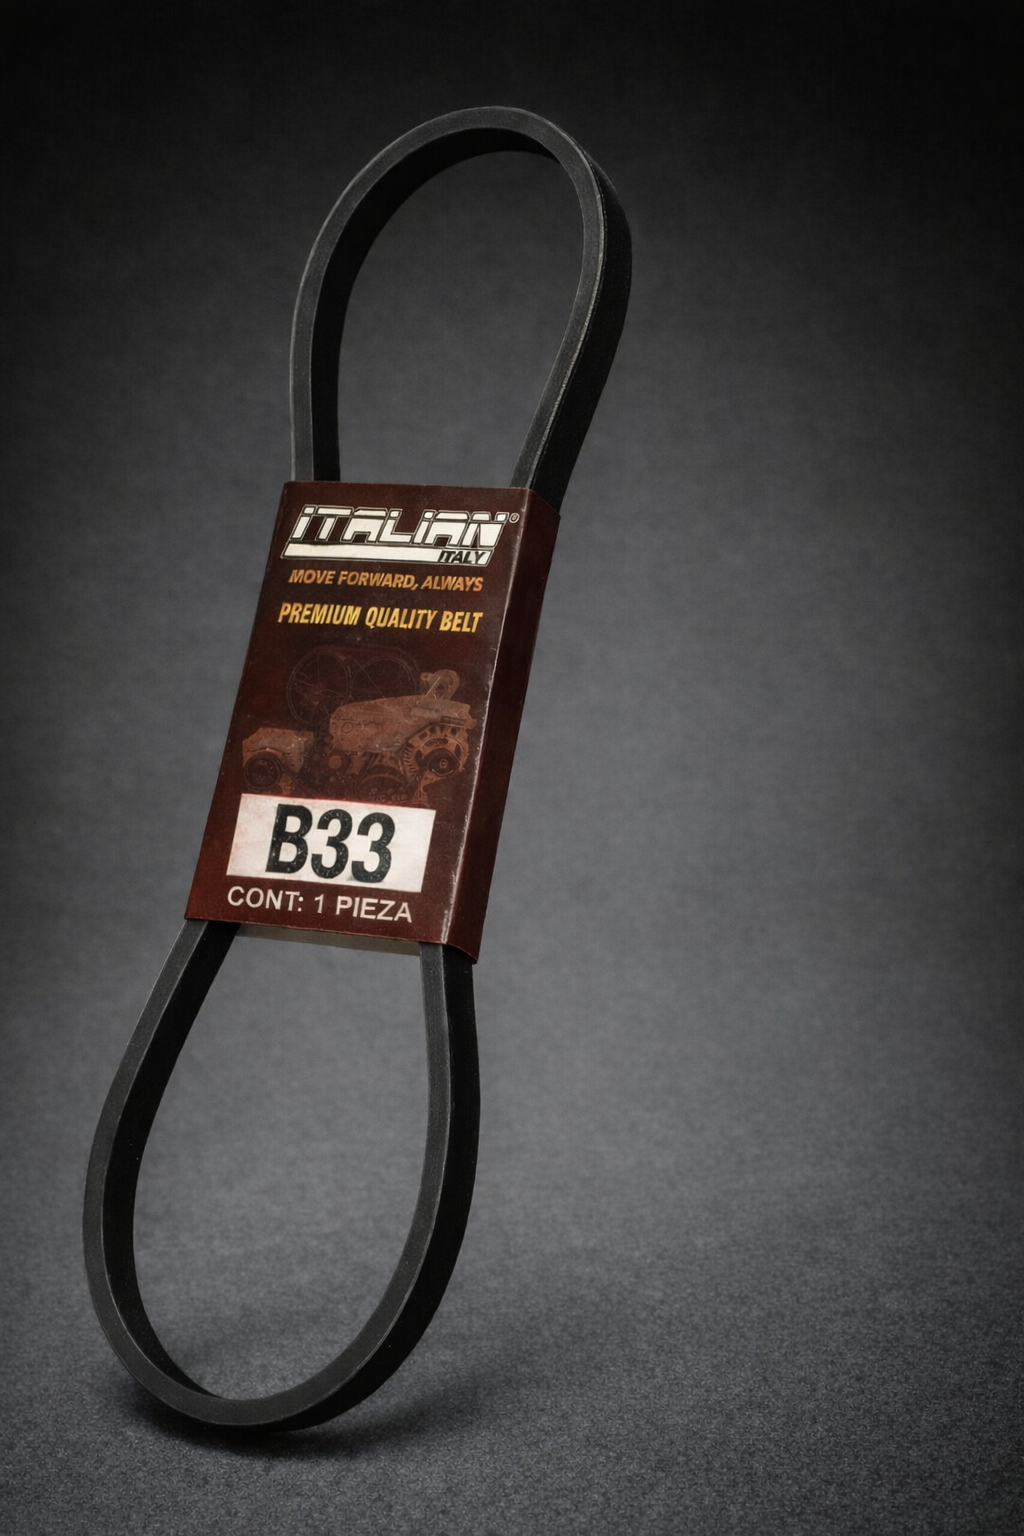 iTALiAN®
ITALY
MOVE FORWARD, ALWAYS
PREMIUM QUALITY BELT
B33
CONT: 1 PIEZA